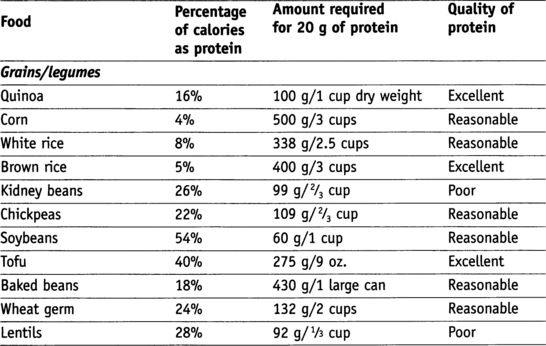 Food Percentage of calories as protein Amount required for 20 g of protein Quality of protein
Grains/legumes
Quinoa 16% 100 g/1 cup dry weight Excellent
Corn 4% 500 g/3 cups Reasonable
White rice 8% 338 g/2.5 cups Reasonable
Brown rice 5% 400 g/3 cups Excellent
Kidney beans 26% 99 g/2/3 cup Poor
Chickpeas 22% 109 g/2/3 cup Reasonable
Soybeans 54% 60 g/1 cup Reasonable
Tofu 40% 275 g/9 oz. Excellent
Baked beans 18% 430 g/1 large can Reasonable
Wheat germ 24% 132 g/2 cups Reasonable
Lentils 28% 92 g/1/3 cup Poor